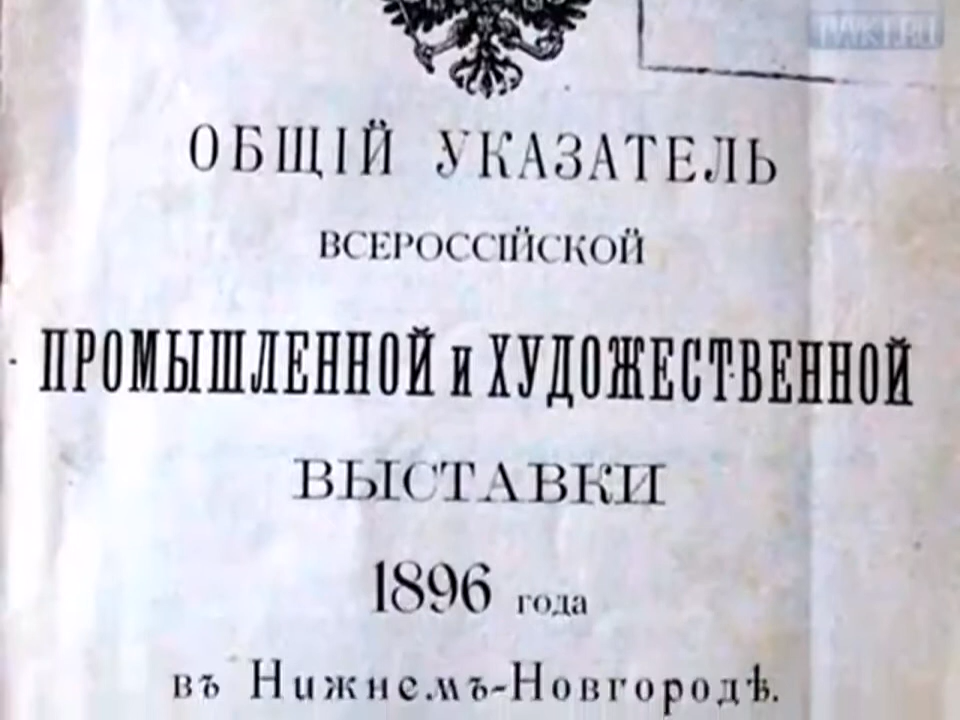 ОБЩІЙ УКАЗАТЕЛЬ
ВСЕРОССІЙСКОЙ
ПРОМЫШЛЕННОЙ и ХУДОЖЕСТВЕННОЙ
ВЫСТАВКИ
1896 года
въ Нижнемъ-Новгородѣ.